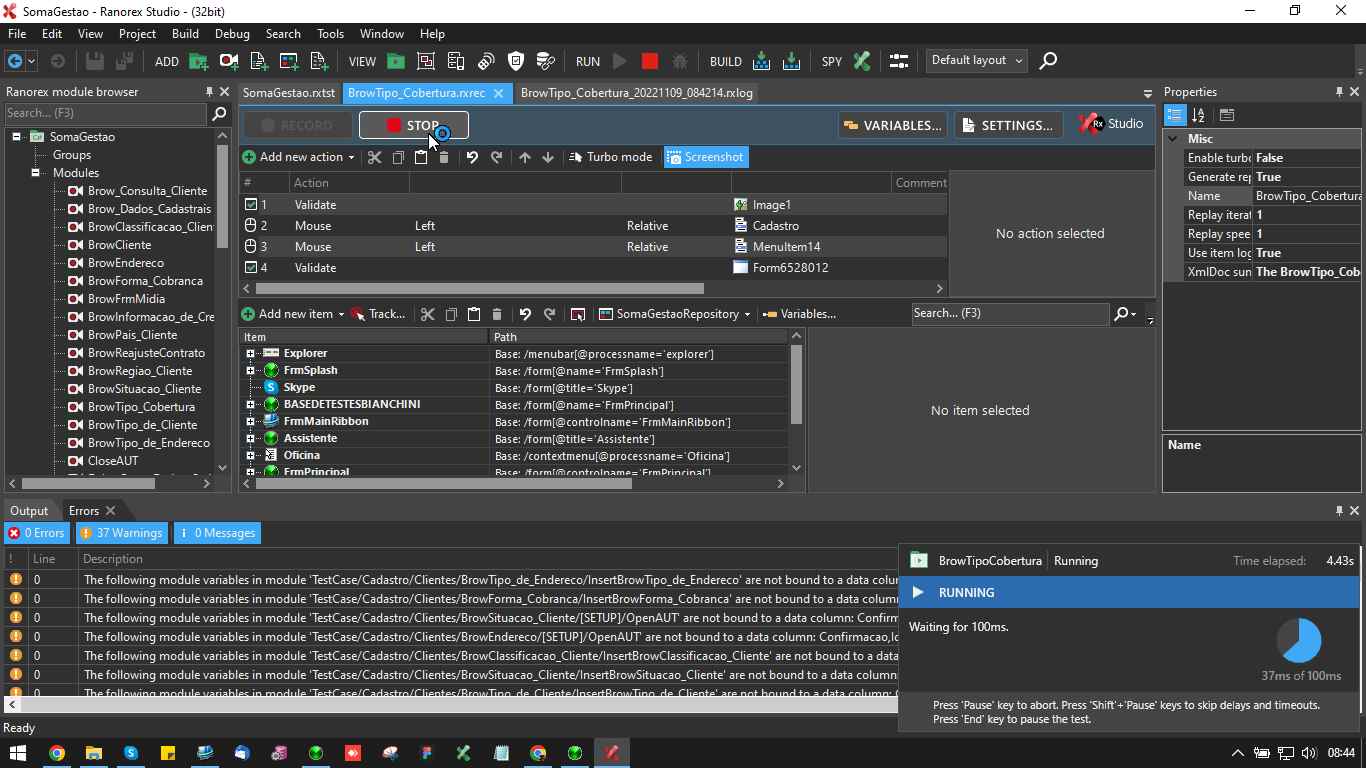 SomaGestao - Ranorex Studio - (32bit)
File Edit View Project Build Debug Search Tools Window Help
ADD VIEW RUN BUILD SPY Default layout
Ranorex module browser
Search... (F3)
SomaGestao
Groups
Modules
Brow_Consulta_Cliente
Brow_Dados_Cadastrais
BrowClassificacao_Clien
BrowCliente
BrowEndereco
BrowForma_Cobranca
BrowFrmMidia
BrowInformacao_de_Cre
BrowPais_Cliente
BrowReajusteContrato
BrowRegiao_Cliente
BrowSituacao_Cliente
BrowTipo_Cobertura
BrowTipo_de_Cliente
BrowTipo_de_Endereco
CloseAUT
SomaGestao.rxtst BrowTipo_Cobertura.rxrec BrowTipo_Cobertura_20221109_084214.rxlog
RECORD STOP VARIABLES... SETTINGS... Rx Studio
Add new action Turbo mode Screenshot
# Action Comment
1 Validate Image1
2 Mouse Left Relative Cadastro
3 Mouse Left Relative MenuItem14
4 Validate Form6528012
No action selected
Add new item Track... SomaGestaoRepository Variables... Search... (F3)
Item Path
Explorer Base: /menubar[@processname='explorer']
FrmSplash Base: /form[@name='FrmSplash']
Skype Base: /form[@title='Skype']
BASEDETESTESBIANCHINI Base: /form[@name='FrmPrincipal']
FrmMainRibbon Base: /form[@controlname='FrmMainRibbon']
Assistente Base: /form[@title='Assistente']
Oficina Base: /contextmenu[@processname='Oficina']
FrmPrincipal Base: /form[@controlname='FrmPrincipal']
No item selected
Properties
Misc
Enable turbo False
Generate rep True
Name BrowTipo_Cobertura
Replay iterat 1
Replay spee 1
Use item log True
XmlDoc sum The BrowTipo_Cob
Name
Output Errors
0 Errors 37 Warnings 0 Messages
! Line Description
0 The following module variables in module 'TestCase/Cadastro/Clientes/BrowTipo_de_Endereco/InsertBrowTipo_de_Endereco' are not bound to a data colun
0 The following module variables in module 'TestCase/Cadastro/Clientes/BrowForma_Cobranca/InsertBrowForma_Cobranca' are not bound to a data column
0 The following module variables in module 'TestCase/Cadastro/Clientes/BrowSituacao_Cliente/[SETUP]/OpenAUT' are not bound to a data column: Confirm
0 The following module variables in module 'TestCase/Cadastro/Clientes/BrowEndereco/[SETUP]/OpenAUT' are not bound to a data column: Confirmacao,Ic
0 The following module variables in module 'TestCase/Cadastro/Clientes/BrowClassificacao_Cliente/InsertBrowClassificacao_Cliente' are not bound to a data
0 The following module variables in module 'TestCase/Cadastro/Clientes/BrowSituacao_Cliente/InsertBrowSituacao_Cliente' are not bound to a data column:
0 The following module variables in module 'TestCase/Cadastro/Clientes/BrowTipo_de_Cliente/InsertBrowTipo_de_Cliente' are not bound to a data column:
BrowTipoCobertura Running Time elapsed: 4.43s
RUNNING
Waiting for 100ms.
37ms of 100ms
Press 'Pause' key to abort. Press 'Shift'+'Pause' keys to skip delays and timeouts.
Press 'End' key to pause the test.
Ready
08:44